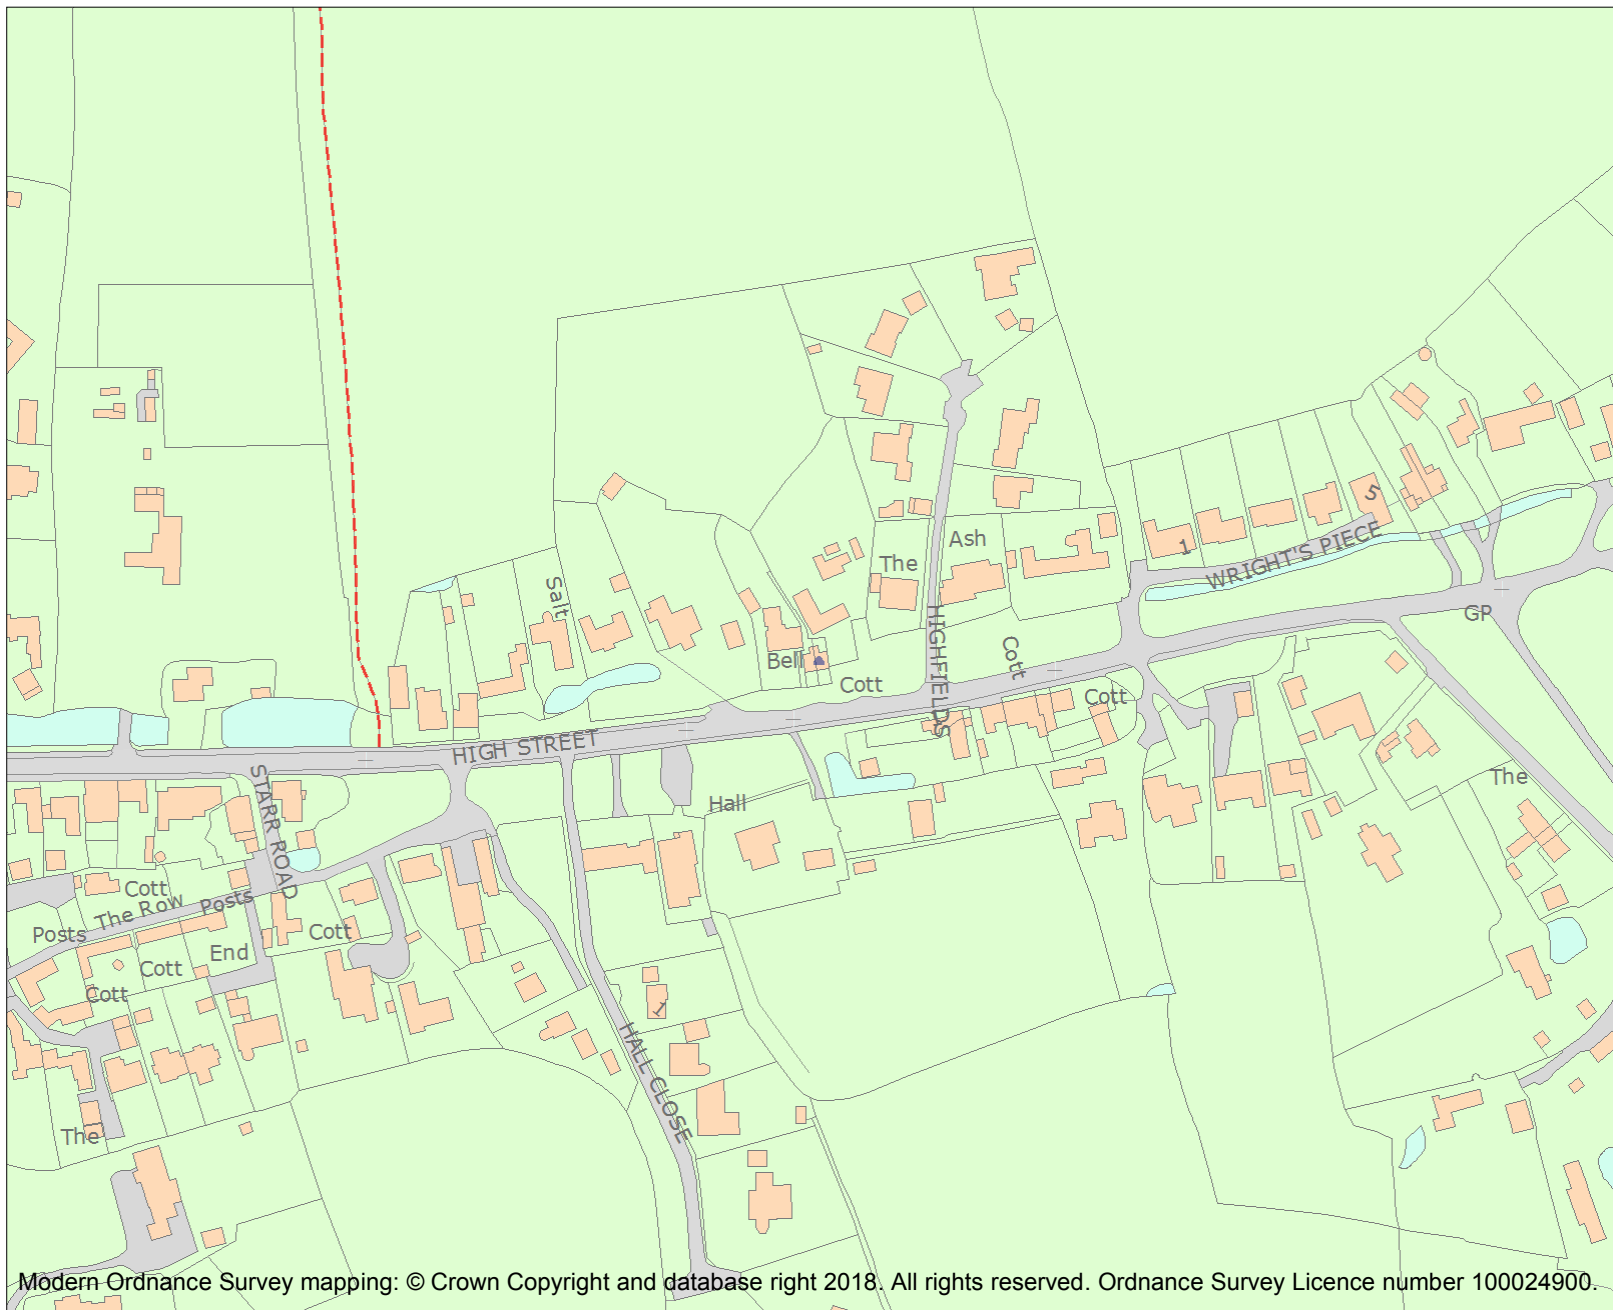 5
1
WRIGHT'S PIECE
Ash
The
Salt
GP
HIGHFIELDS
Cott
Bell
Cott
Cott
HIGH STREET
The
STARR ROAD
Hall
Cott
The Row
Posts
Posts
Cott
End
Cott
Cott
1
HALL CLOSE
The
Modern Ordnance Survey mapping: © Crown Copyright and database right 2018. All rights reserved. Ordnance Survey Licence number 100024900.